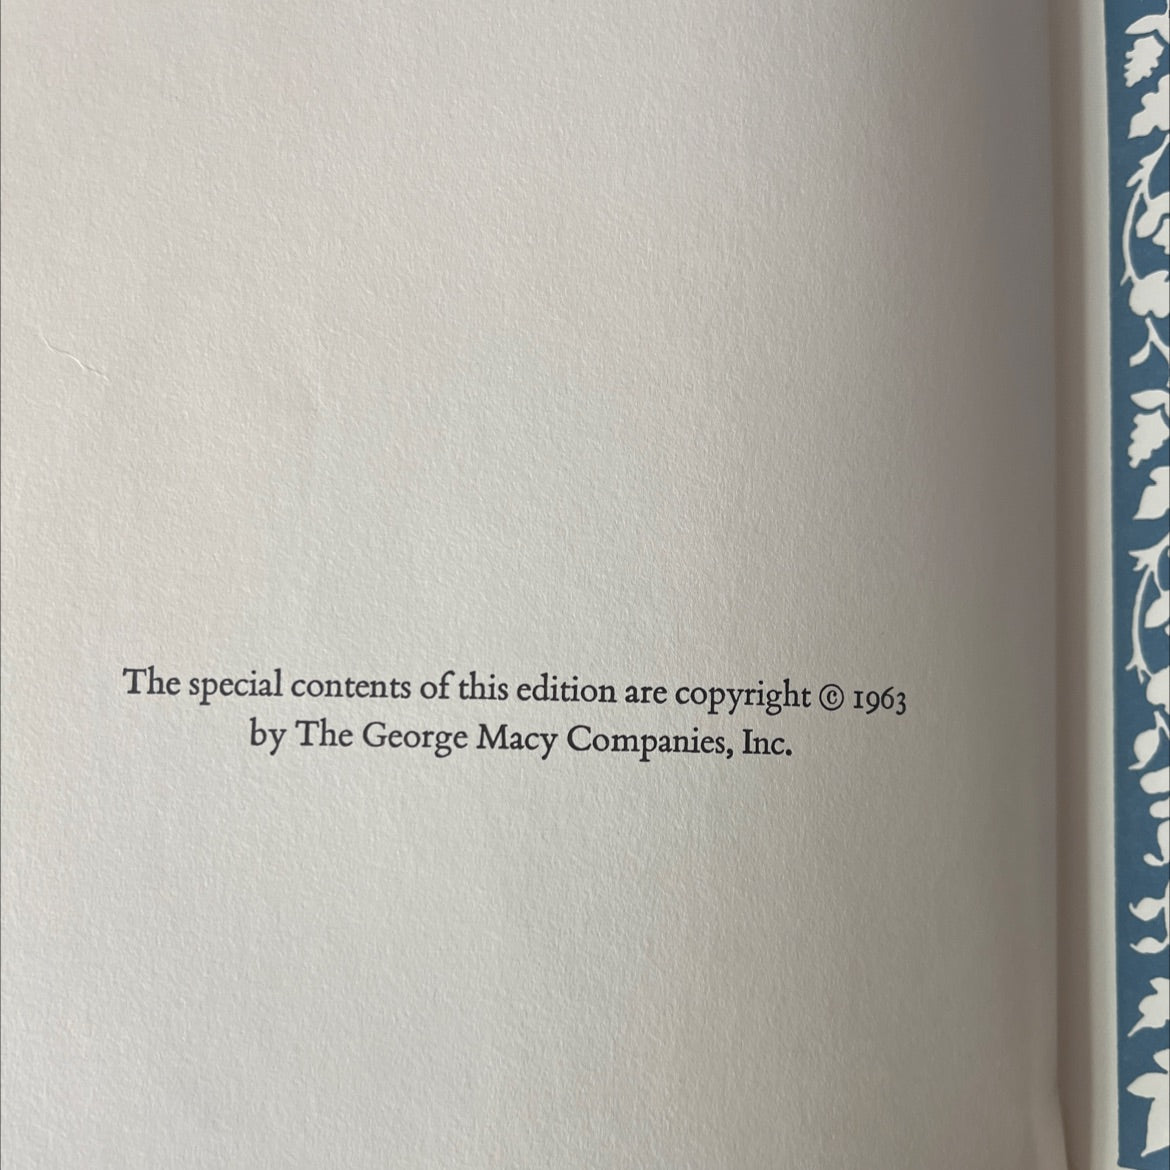 The special contents of this edition are copyright © 1963
by The George Macy Companies, Inc.